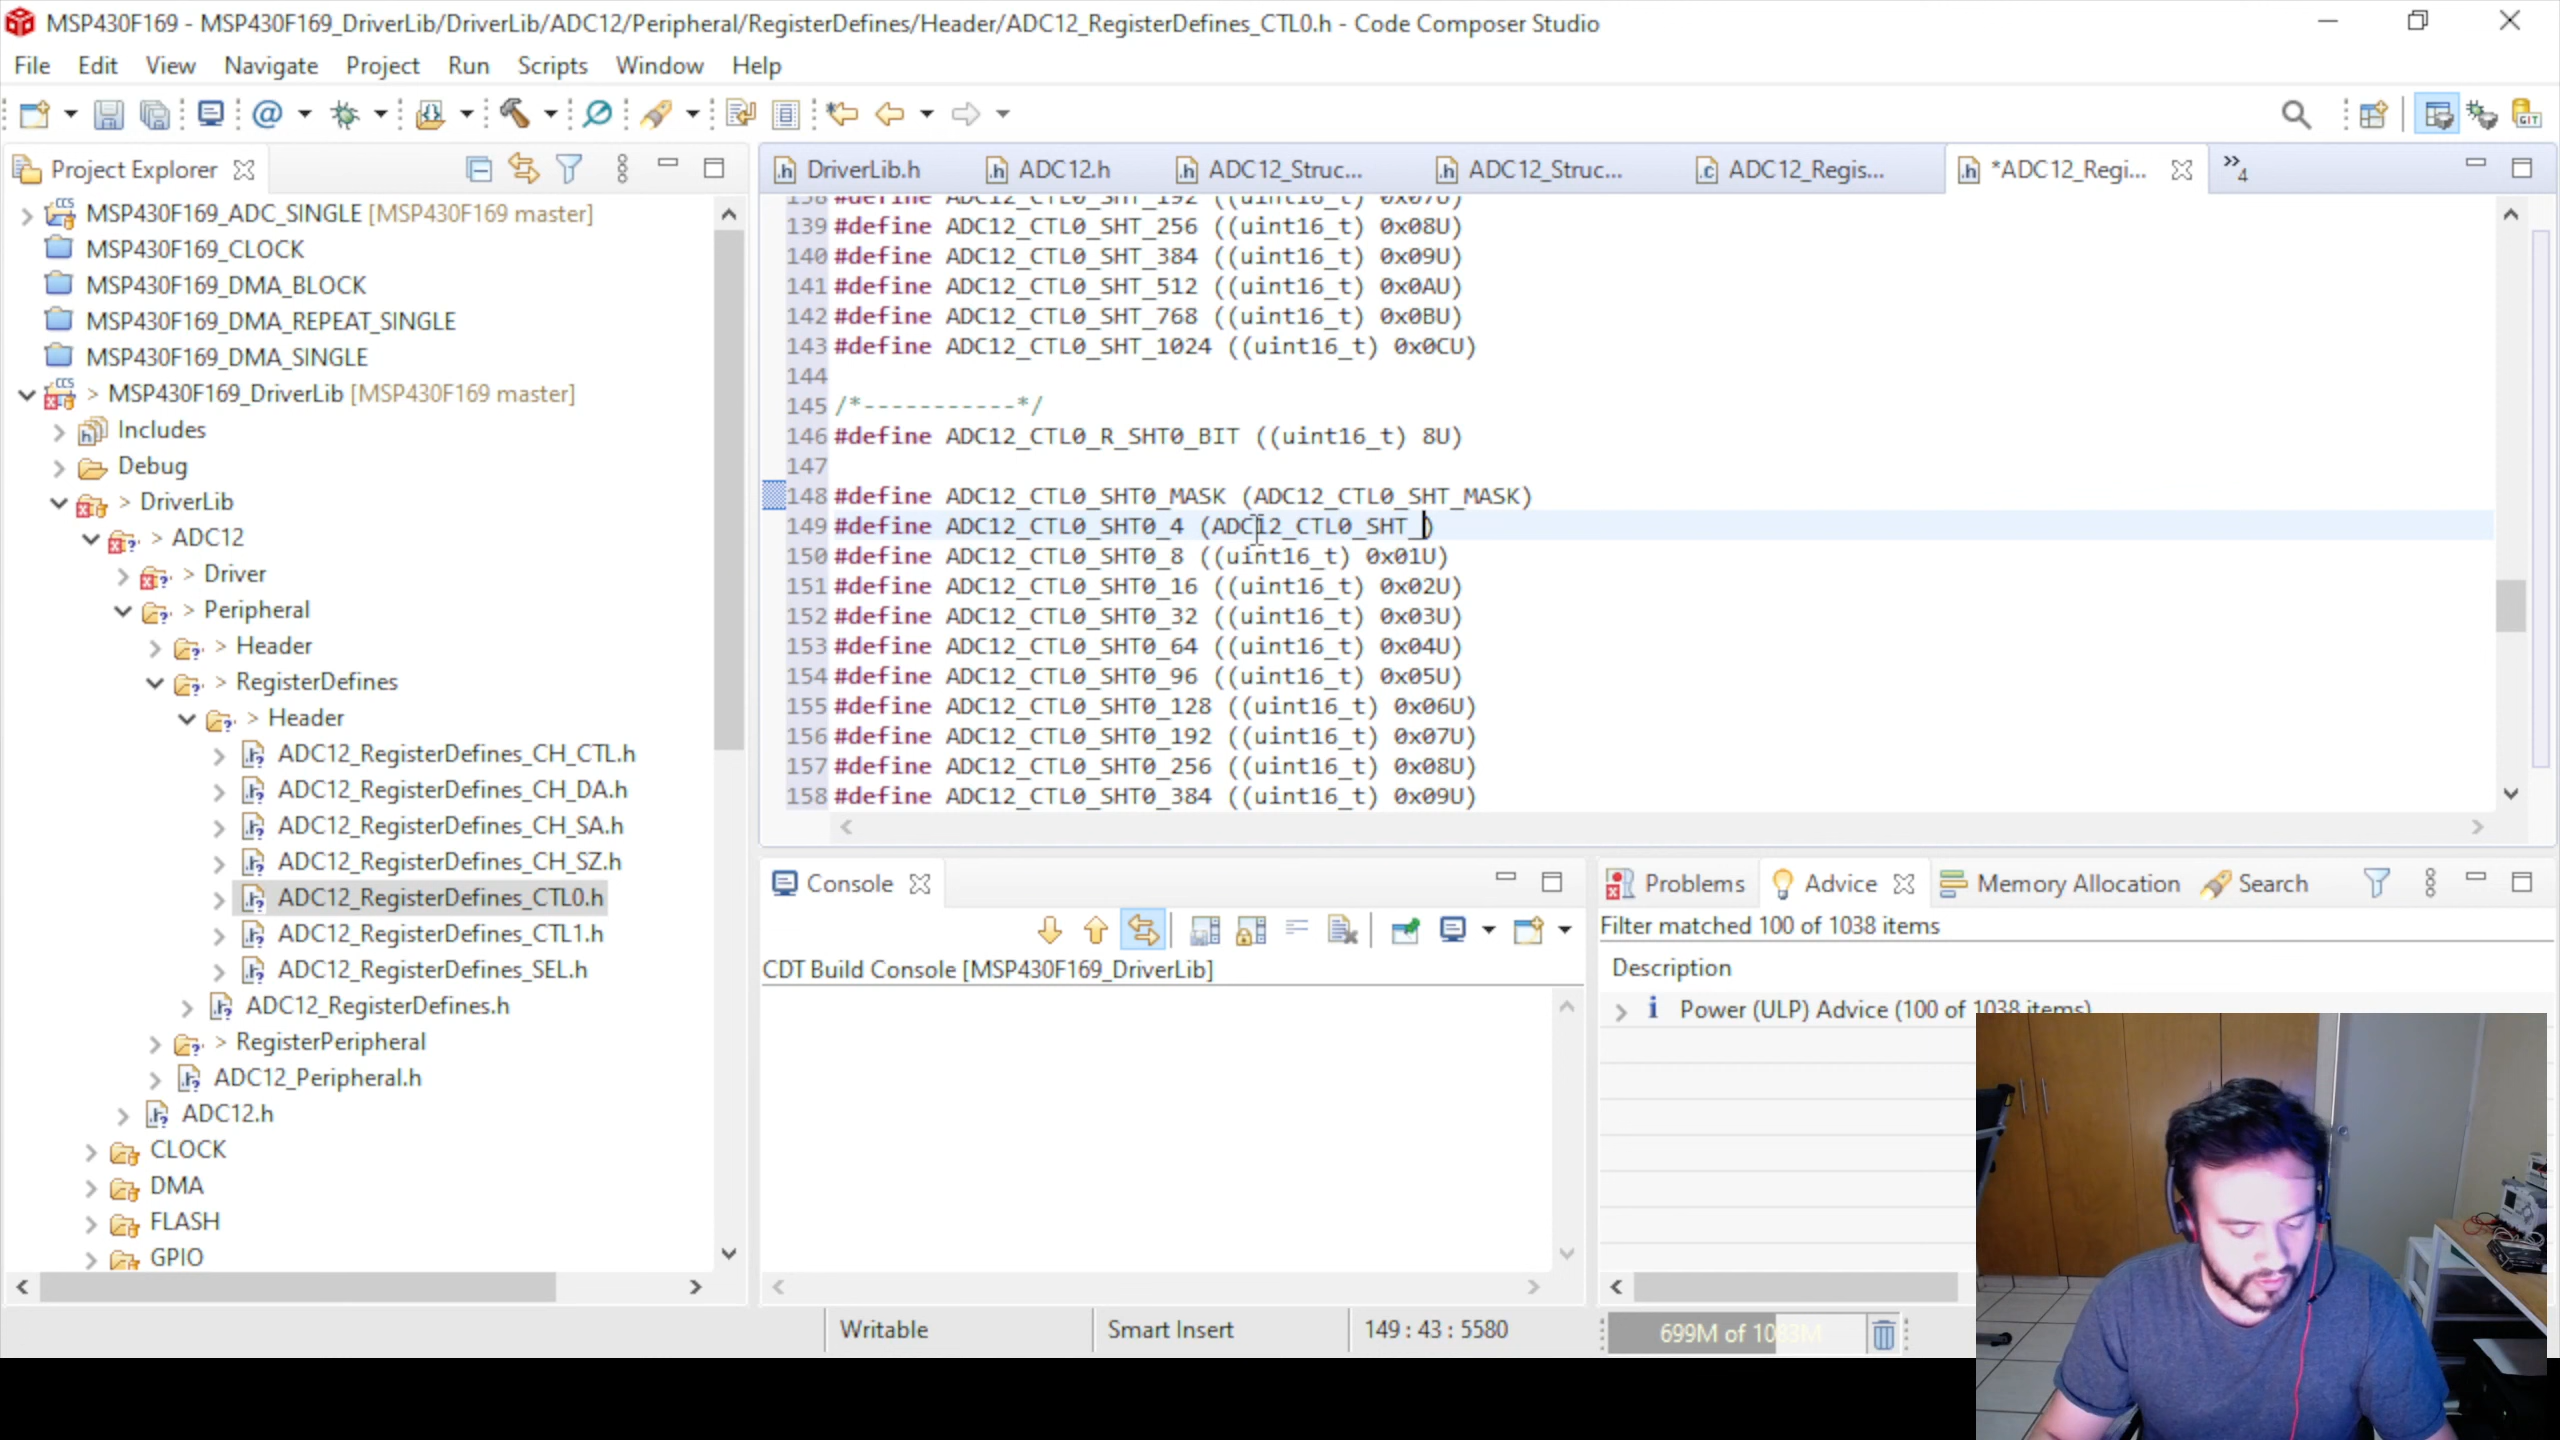 MSP430F169 - MSP430F169_DriverLib/DriverLib/ADC12/Peripheral/RegisterDefines/Header/ADC12_RegisterDefines_CTL0.h - Code Composer Studio
File Edit View Navigate Project Run Scripts Window Help
Project Explorer
MSP430F169_ADC_SINGLE [MSP430F169 master]
MSP430F169_CLOCK
MSP430F169_DMA_BLOCK
MSP430F169_DMA_REPEAT_SINGLE
MSP430F169_DMA_SINGLE
> MSP430F169_DriverLib [MSP430F169 master]
Includes
Debug
> DriverLib
> ADC12
> Driver
> Peripheral
> Header
> RegisterDefines
> Header
ADC12_RegisterDefines_CH_CTL.h
ADC12_RegisterDefines_CH_DA.h
ADC12_RegisterDefines_CH_SA.h
ADC12_RegisterDefines_CH_SZ.h
ADC12_RegisterDefines_CTL0.h
ADC12_RegisterDefines_CTL1.h
ADC12_RegisterDefines_SEL.h
ADC12_RegisterDefines.h
> RegisterPeripheral
ADC12_Peripheral.h
ADC12.h
CLOCK
DMA
FLASH
GPIO
DriverLib.h ADC12.h ADC12_Struc... ADC12_Struc... ADC12_Regis... *ADC12_Regi... »4
138 #define ADC12_CTL0_SHT_192 ((uint16_t) 0x07U)
139 #define ADC12_CTL0_SHT_256 ((uint16_t) 0x08U)
140 #define ADC12_CTL0_SHT_384 ((uint16_t) 0x09U)
141 #define ADC12_CTL0_SHT_512 ((uint16_t) 0x0AU)
142 #define ADC12_CTL0_SHT_768 ((uint16_t) 0x0BU)
143 #define ADC12_CTL0_SHT_1024 ((uint16_t) 0x0CU)
144
145 /*-----------*/
146 #define ADC12_CTL0_R_SHT0_BIT ((uint16_t) 8U)
147
148 #define ADC12_CTL0_SHT0_MASK (ADC12_CTL0_SHT_MASK)
149 #define ADC12_CTL0_SHT0_4 (ADC12_CTL0_SHT_)
150 #define ADC12_CTL0_SHT0_8 ((uint16_t) 0x01U)
151 #define ADC12_CTL0_SHT0_16 ((uint16_t) 0x02U)
152 #define ADC12_CTL0_SHT0_32 ((uint16_t) 0x03U)
153 #define ADC12_CTL0_SHT0_64 ((uint16_t) 0x04U)
154 #define ADC12_CTL0_SHT0_96 ((uint16_t) 0x05U)
155 #define ADC12_CTL0_SHT0_128 ((uint16_t) 0x06U)
156 #define ADC12_CTL0_SHT0_192 ((uint16_t) 0x07U)
157 #define ADC12_CTL0_SHT0_256 ((uint16_t) 0x08U)
158 #define ADC12_CTL0_SHT0_384 ((uint16_t) 0x09U)
Console
CDT Build Console [MSP430F169_DriverLib]
Problems Advice Memory Allocation Search
Filter matched 100 of 1038 items
Description
i Power (ULP) Advice (100 of 1038 items)
Writable Smart Insert 149 : 43 : 5580 699M of 1083M